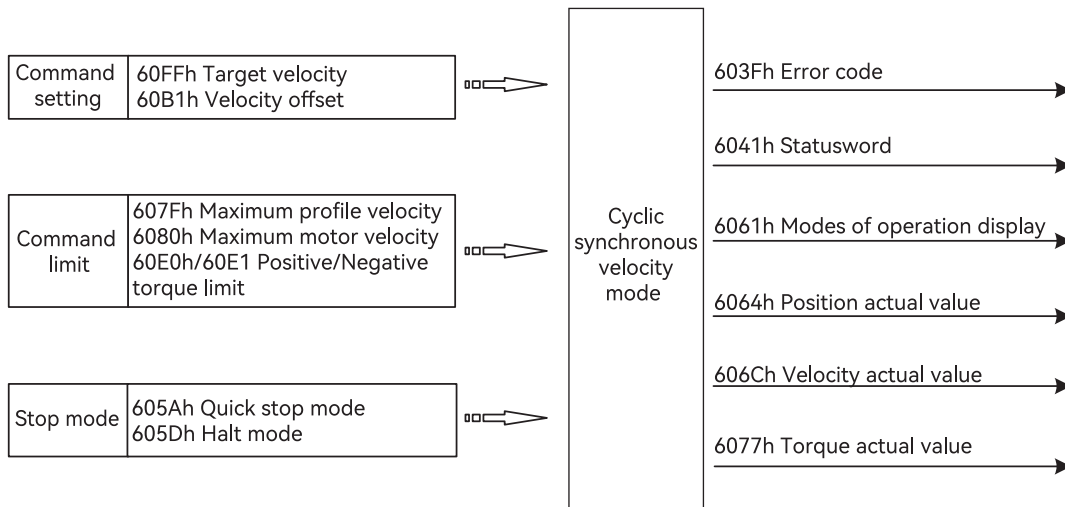 Command
setting
60FFh Target velocity
60B1h Velocity offset
Command
limit
607Fh Maximum profile velocity
6080h Maximum motor velocity
60E0h/60E1 Positive/Negative
torque limit
Stop mode
605Ah Quick stop mode
605Dh Halt mode
Cyclic
synchronous
velocity
mode
603Fh Error code
6041h Statusword
6061h Modes of operation display
6064h Position actual value
606Ch Velocity actual value
6077h Torque actual value